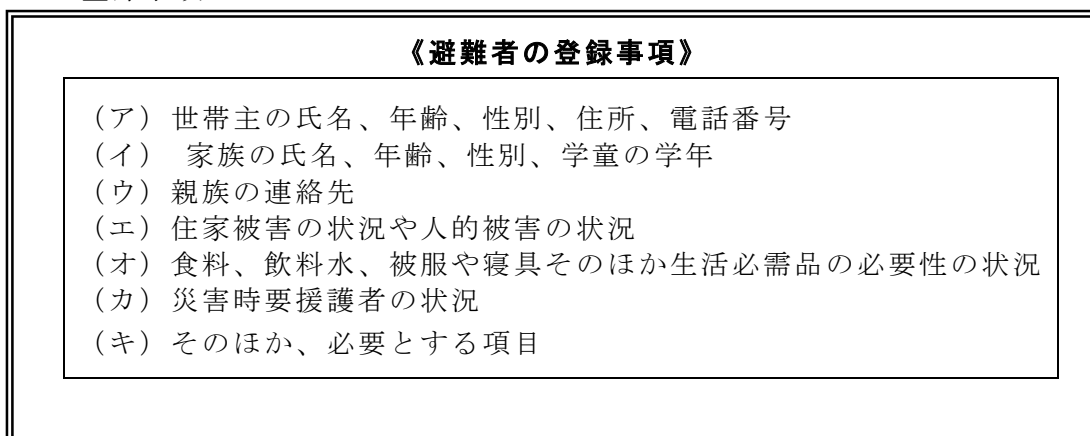 《避難者の登録事項》
（ア）世帯主の氏名、年齢、性別、住所、電話番号
（イ） 家族の氏名、年齢、性別、学童の学年
（ウ）親族の連絡先
（エ）住家被害の状況や人的被害の状況
（オ）食料、飲料水、被服や寝具そのほか生活必需品の必要性の状況
（カ）災害時要援護者の状況
（キ）そのほか、必要とする項目